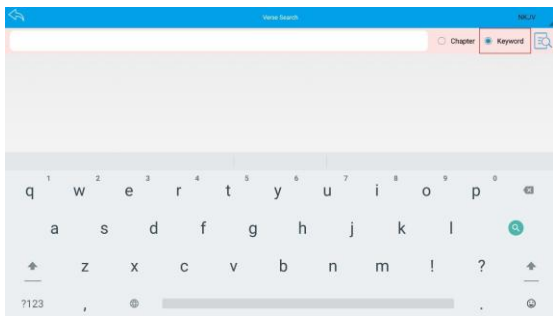 Verse Search NKJV
Chapter Keyword
1 2 3 4 5 6 7 8 9 0
q w e r t y u i o p
a s d f g h j k l
z x c v b n m ! ?
?123 , .